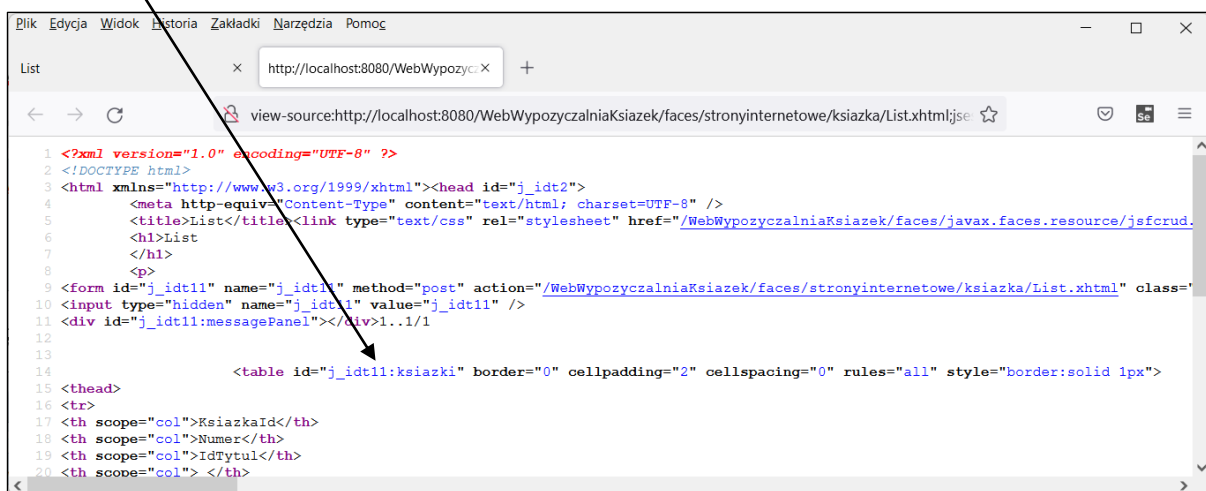 Plik Edycja Widok Historia Zakładki Narzędzia Pomoc
List × http://localhost:8080/WebWypozycz × +
view-source:http://localhost:8080/WebWypozyczalniaKsiazek/faces/stronyinternetowe/ksiazka/List.xhtml;jse
Se
1 <?xml version="1.0" encoding="UTF-8" ?>
2 <!DOCTYPE html>
3 <html xmlns="http://www.w3.org/1999/xhtml"><head id="j_idt2">
4 <meta http-equiv="Content-Type" content="text/html; charset=UTF-8" />
5 <title>List</title><link type="text/css" rel="stylesheet" href="/WebWypozyczalniaKsiazek/faces/javax.faces.resource/jsfcrud.
6 <h1>List
7 </h1>
8 <p>
9 <form id="j_idt11" name="j_idt11" method="post" action="/WebWypozyczalniaKsiazek/faces/stronyinternetowe/ksiazka/List.xhtml" class="
10 <input type="hidden" name="j_idt11" value="j_idt11" />
11 <div id="j_idt11:messagePanel"></div>1..1/1
12
13
14 <table id="j_idt11:ksiazki" border="0" cellpadding="2" cellspacing="0" rules="all" style="border:solid 1px">
15 <thead>
16 <tr>
17 <th scope="col">KsiazkaId</th>
18 <th scope="col">Numer</th>
19 <th scope="col">IdTytul</th>
20 <th scope="col"> </th>